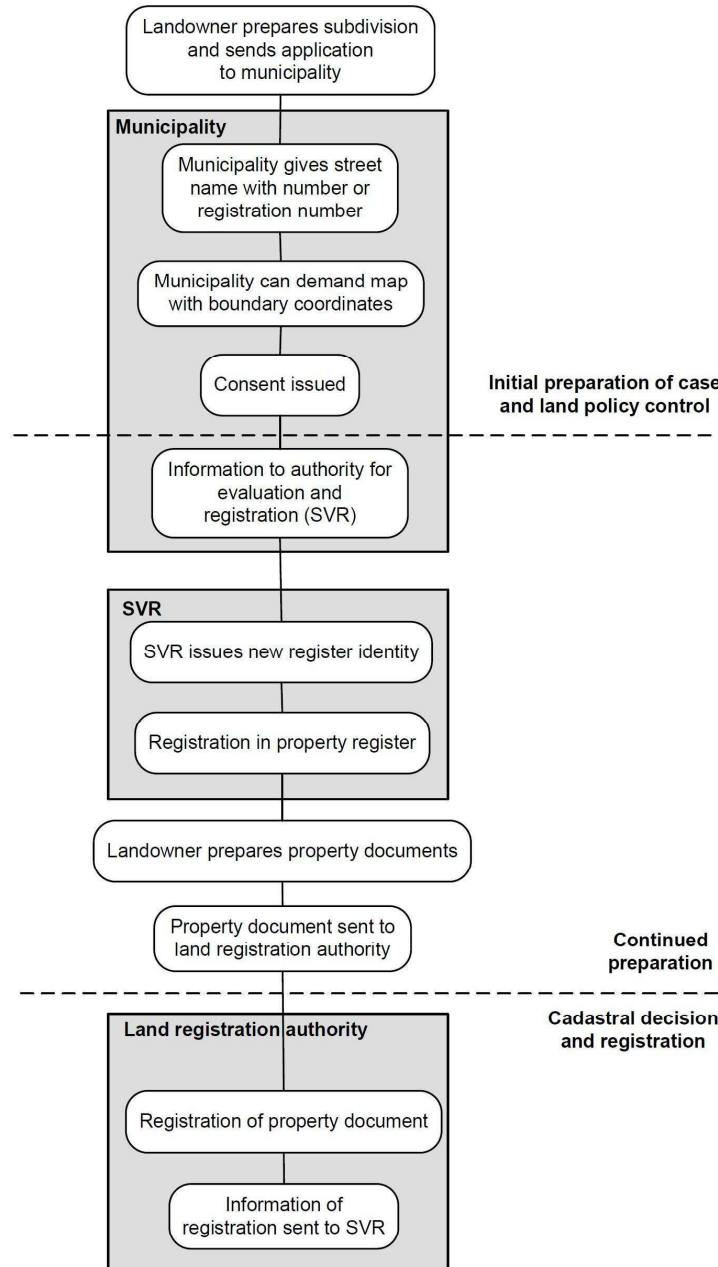 Landowner prepares subdivision
and sends application
to municipality
Municipality
Municipality gives street
name with number or
registration number
Municipality can demand map
with boundary coordinates
Consent issued
Initial preparation of case
and land policy control
Information to authority for
evaluation and
registration (SVR)
SVR
SVR issues new register identity
Registration in property register
Landowner prepares property documents
Property document sent to
land registration authority
Continued
preparation
Cadastral decision
and registration
Land registration authority
Registration of property document
Information of
registration sent to SVR